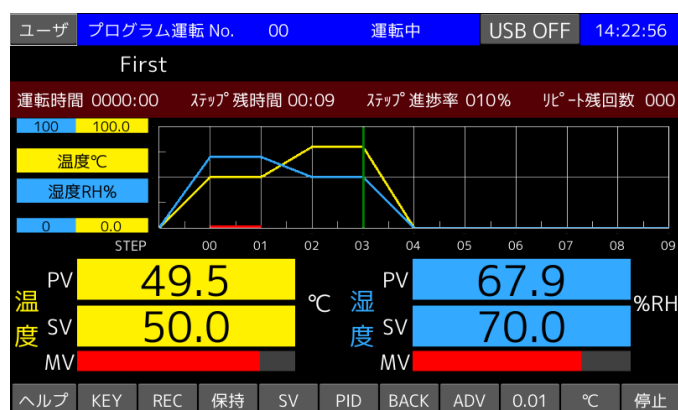 ユーザ プログラム運転 No. 00 運転中 USB OFF 14:22:56
First
運転時間 0000:00 ｽﾃｯﾌﾟ残時間 00:09 ｽﾃｯﾌﾟ進捗率 010% ﾘﾋﾟｰﾄ残回数 000
100 100.0
温度℃
湿度RH%
0 0.0
STEP 00 01 02 03 04 05 06 07 08 09
温度 PV 49.5 ℃ 湿度 PV 67.9 %RH
SV 50.0 SV 70.0
MV MV
ヘルプ KEY REC 保持 SV PID BACK ADV 0.01 ℃ 停止